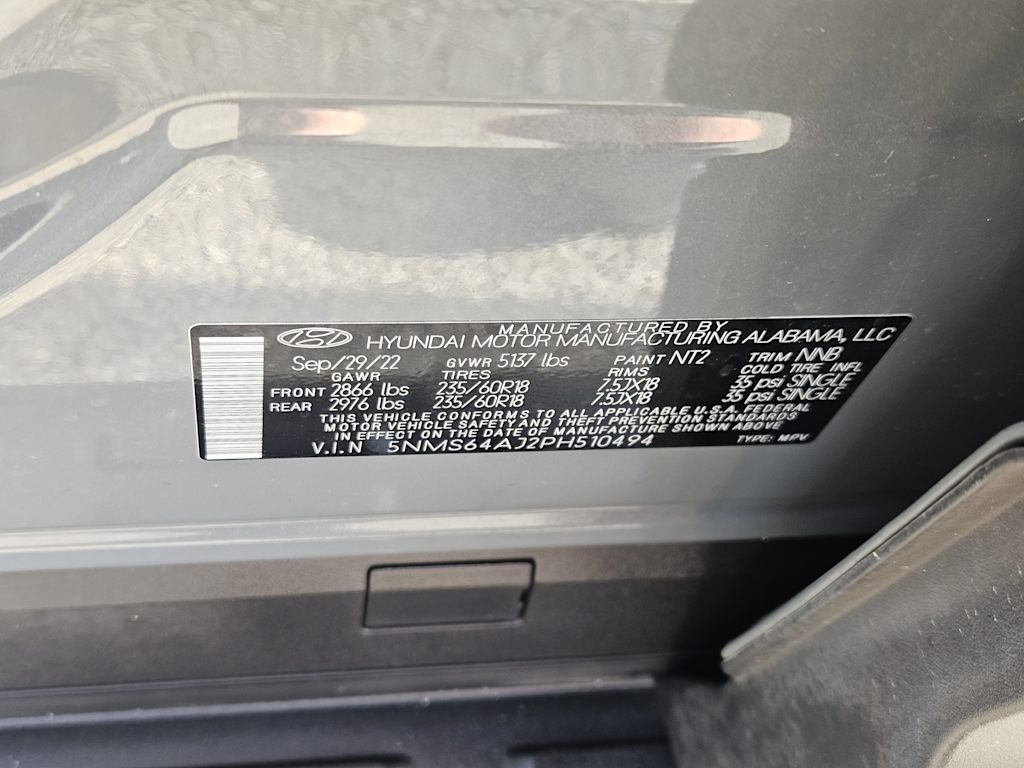 MANUFACTURED BY
HYUNDAI MOTOR MANUFACTURING ALABAMA, LLC
Sep/29/22 GVWR 5137 lbs PAINT NT2 TRIM NNB
GAWR TIRES RIMS COLD TIRE INFL
FRONT 2866 lbs 235/60R18 7.5JX18 35 psi SINGLE
REAR 2976 lbs 235/60R18 7.5JX18 35 psi SINGLE
THIS VEHICLE CONFORMS TO ALL APPLICABLE U.S.A. FEDERAL
MOTOR VEHICLE SAFETY AND THEFT PREVENTION STANDARDS
IN EFFECT ON THE DATE OF MANUFACTURE SHOWN ABOVE
V.I.N 5NMS64AJ2PH510494 TYPE: MPV